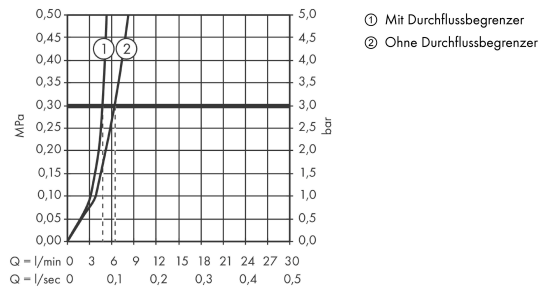 0,50 5,0
0,45 4,5
0,40 4,0
0,35 3,5
0,30 3,0
0,25 2,5
0,20 2,0
0,15 1,5
0,10 1,0
0,05 0,5
0,00 0,0
MPa
bar
1 2
Q = l/min 0 3 6 9 12 15 18 21 24 27 30
Q = l/sec 0 0,1 0,2 0,3 0,4 0,5
① Mit Durchflussbegrenzer
② Ohne Durchflussbegrenzer